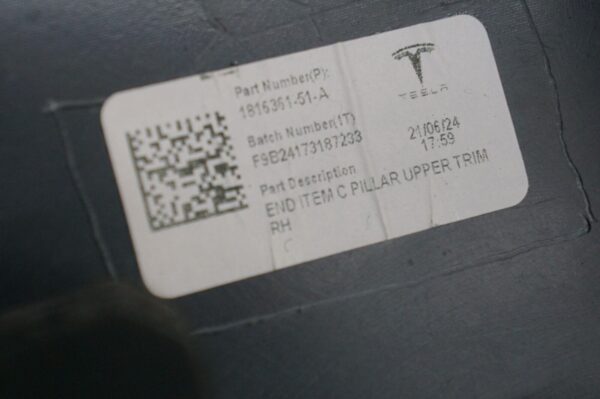 Part Number(P):
1816361-51-A
TESLA
Batch Number(1T)
F9B24173187233
21/06/24
17:59
Part Description
END ITEM C PILLAR UPPER TRIM
RH